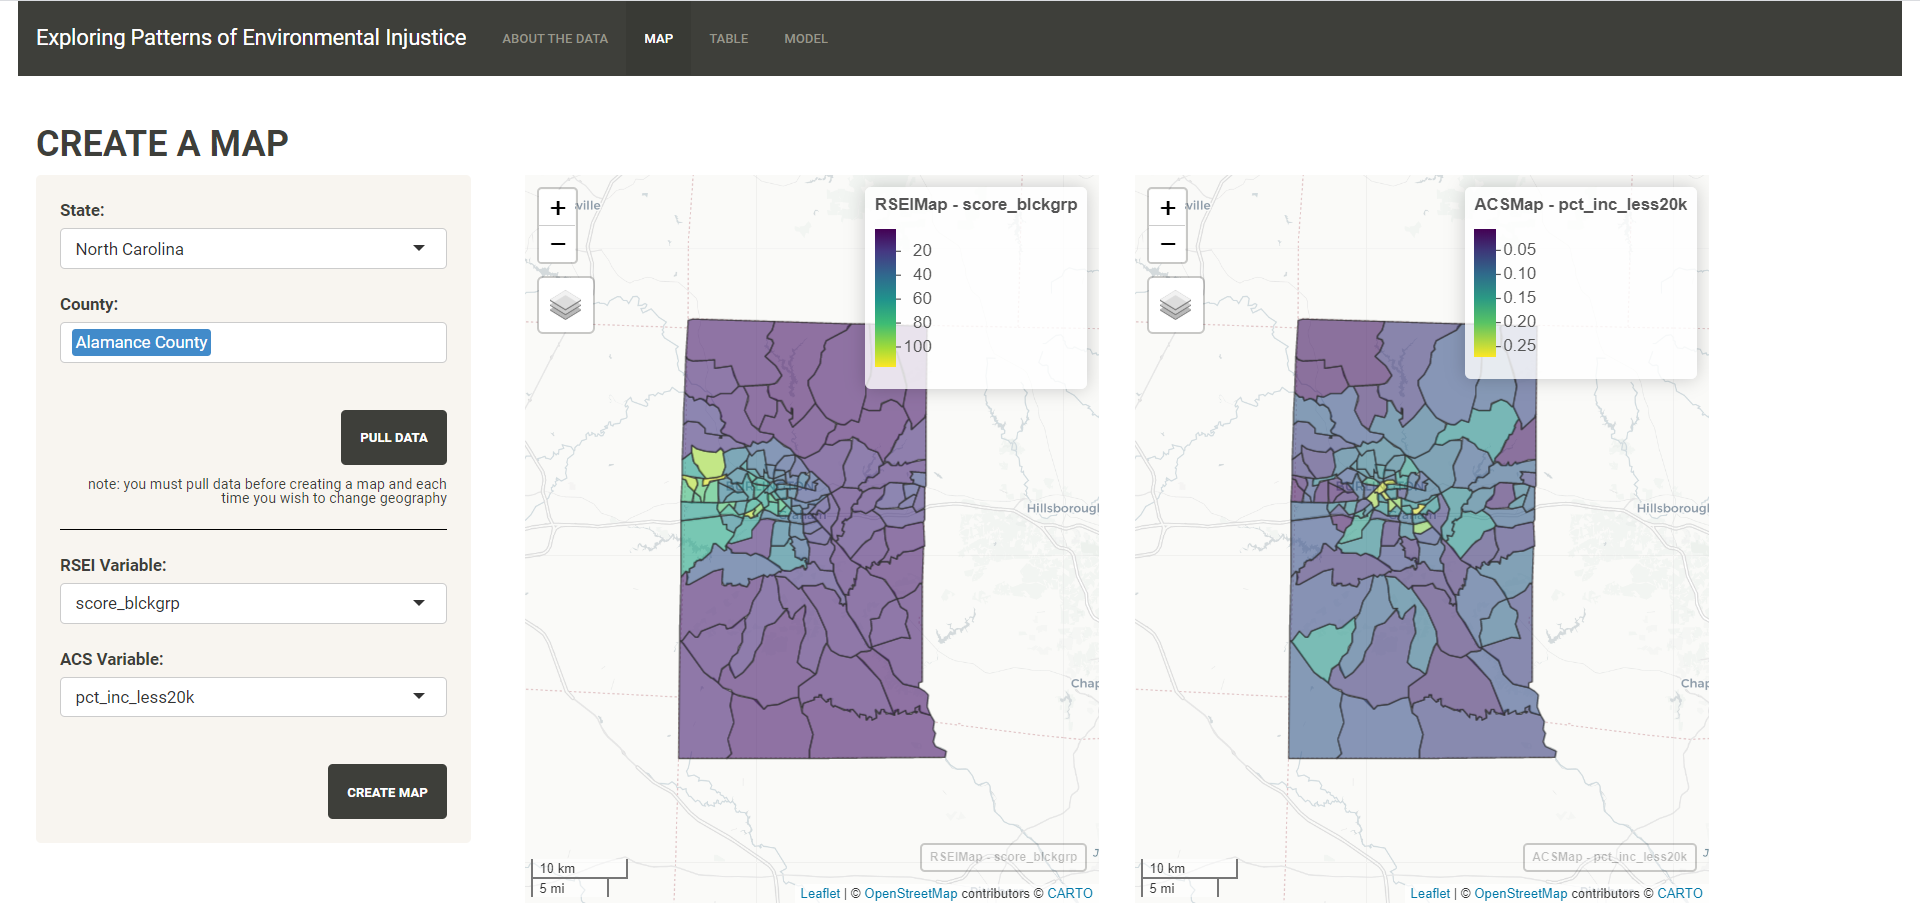 Exploring Patterns of Environmental Injustice
ABOUT THE DATA
MAP
TABLE
MODEL
CREATE A MAP
State:
North Carolina
County:
Alamance County
PULL DATA
note: you must pull data before creating a map and each
time you wish to change geography
RSEI Variable:
score_blckgrp
ACS Variable:
pct_inc_less20k
CREATE MAP
+
−
ville
RSEIMap - score_blckgrp
20
40
60
80
100
Hillsborough
Chap
RSEIMap - score_blckgrp
J
10 km
5 mi
Leaflet | © OpenStreetMap contributors © CARTO
+
−
ville
ACSMap - pct_inc_less20k
0.05
0.10
0.15
0.20
0.25
Hillsborough
Chap
ACSMap - pct_inc_less20k
J
10 km
5 mi
Leaflet | © OpenStreetMap contributors © CARTO